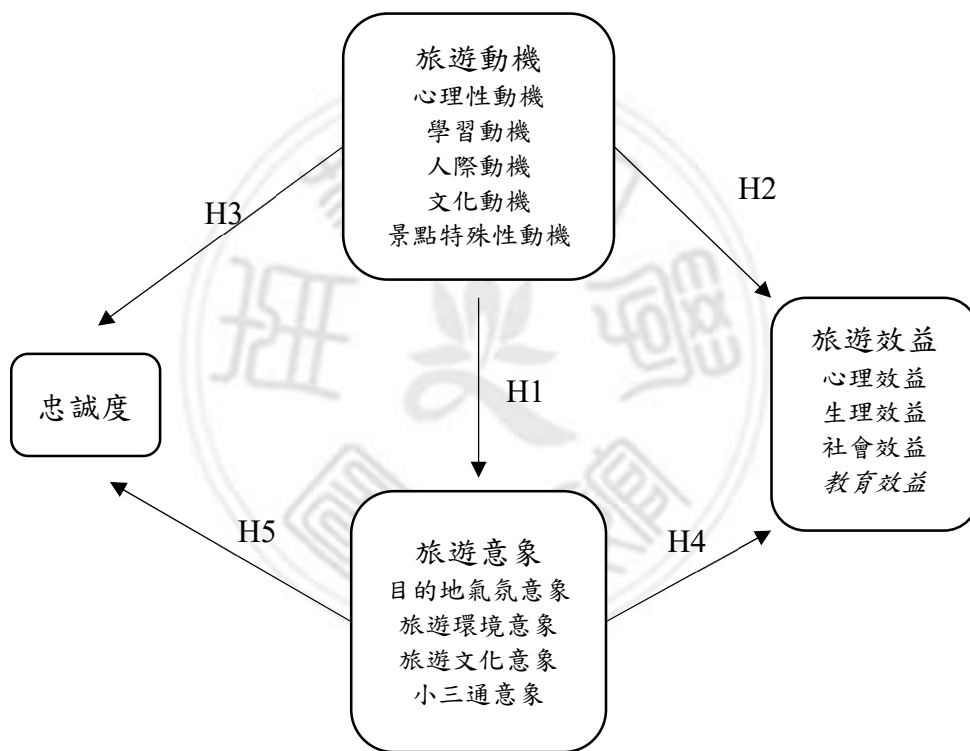 旅遊動機
心理性動機
學習動機
人際動機
文化動機
景點特殊性動機
H2
H3
旅遊效益
心理效益
生理效益
社會效益
教育效益
忠誠度
H1
H5
H4
旅遊意象
目的地氣氛意象
旅遊環境意象
旅遊文化意象
小三通意象